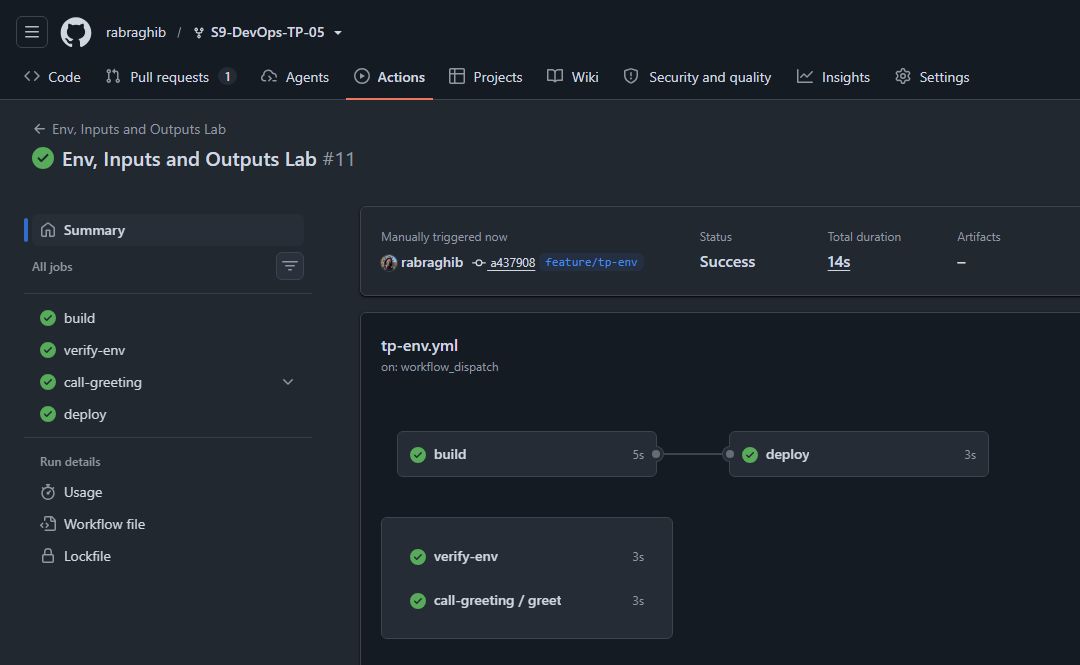 rabraghib / S9-DevOps-TP-05
Code Pull requests 1 Agents Actions Projects Wiki Security and quality Insights Settings
Env, Inputs and Outputs Lab
Env, Inputs and Outputs Lab #11
Summary
All jobs
build
verify-env
call-greeting
deploy
Run details
Usage
Workflow file
Lockfile
Manually triggered now
rabraghib a437908 feature/tp-env
Status
Success
Total duration
14s
Artifacts
–
tp-env.yml
on: workflow_dispatch
build 5s
deploy 3s
verify-env 3s
call-greeting / greet 3s